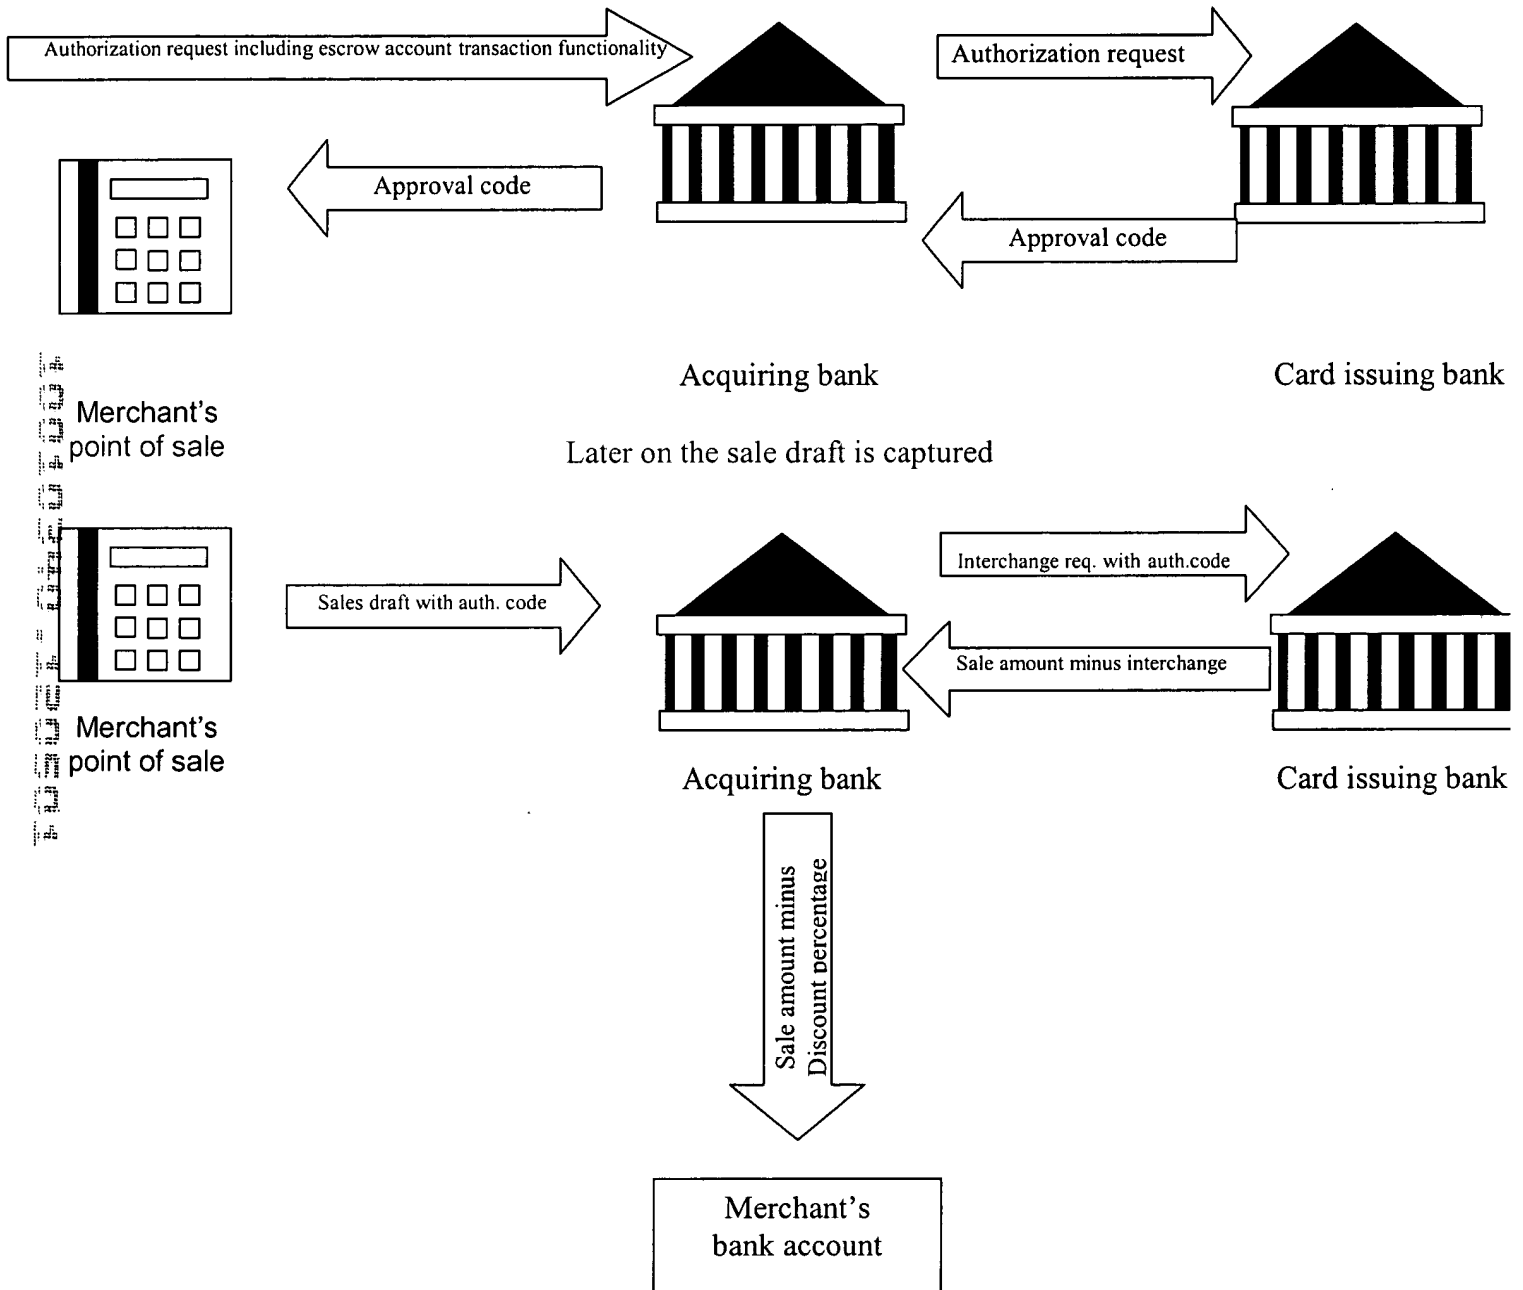 Authorization request including escrow account transaction functionality
Authorization request
Approval code
Approval code
Acquiring bank
Card issuing bank
Merchant's
point of sale
Later on the sale draft is captured
Interchange req. with auth.code
Sales draft with auth. code
Sale amount minus interchange
Merchant's
point of sale
Acquiring bank
Card issuing bank
Sale amount minus
Discount percentage
Merchant's
bank account